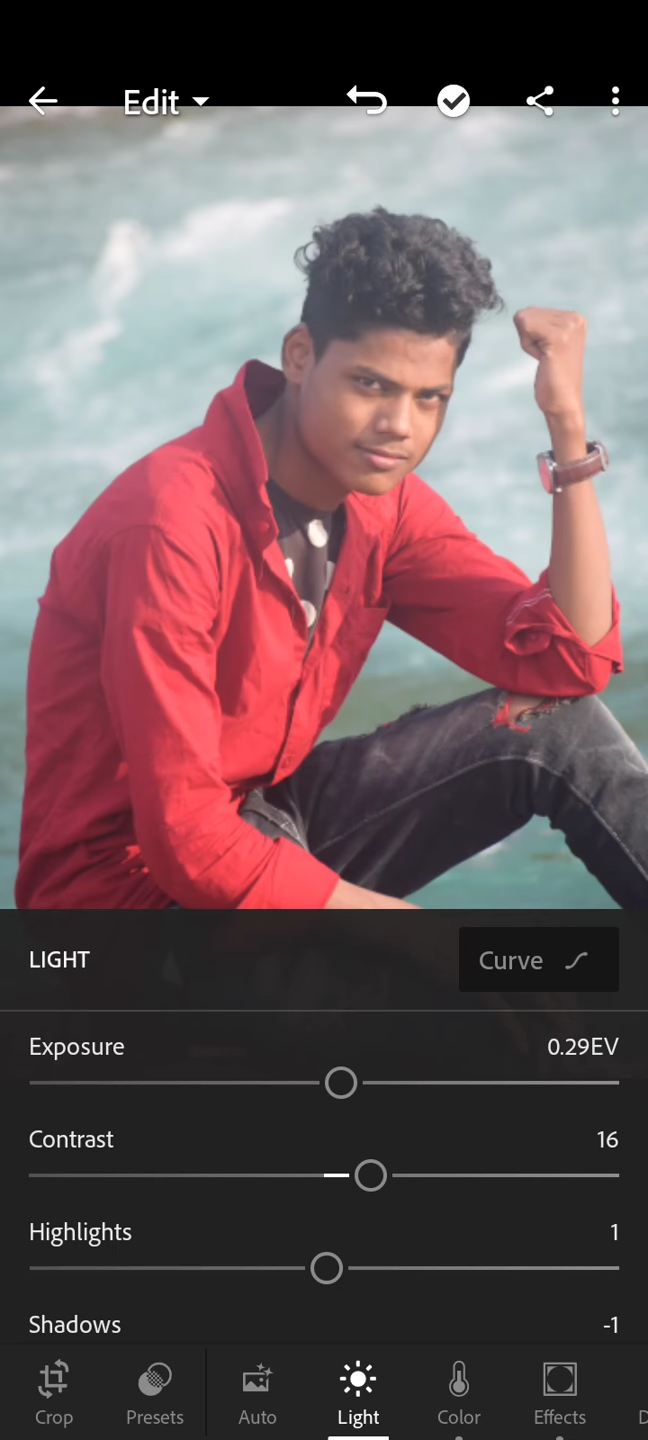 Edit
LIGHT
Curve
Exposure 0.29EV
Contrast 16
Highlights 1
Shadows -1
Crop Presets Auto Light Color Effects